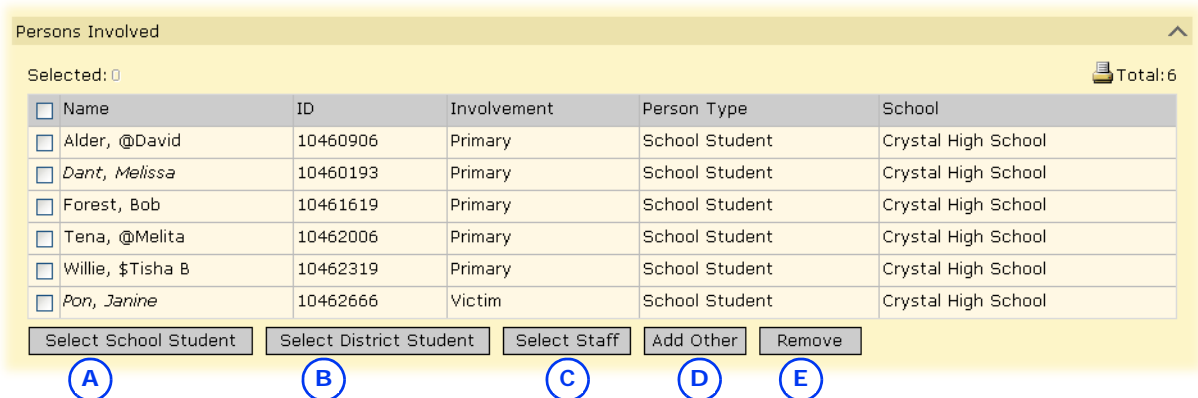 Persons Involved
Selected: 0 Total:6
Name ID Involvement Person Type School
Alder, @David 10460906 Primary School Student Crystal High School
Dant, Melissa 10460193 Primary School Student Crystal High School
Forest, Bob 10461619 Primary School Student Crystal High School
Tena, @Melita 10462006 Primary School Student Crystal High School
Willie, $Tisha B 10462319 Primary School Student Crystal High School
Pon, Janine 10462666 Victim School Student Crystal High School
Select School Student Select District Student Select Staff Add Other Remove
A B C D E